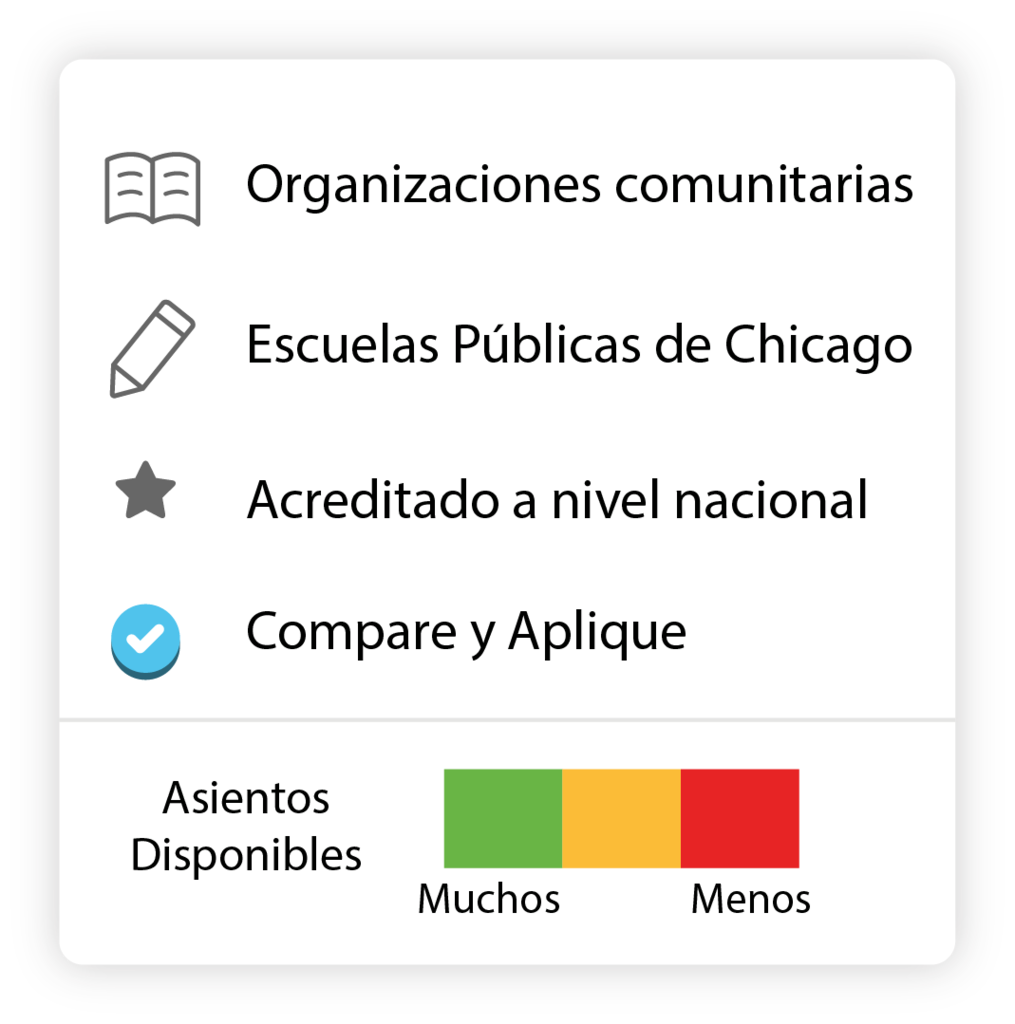 Organizaciones comunitarias
Escuelas Públicas de Chicago
Acreditado a nivel nacional
Compare y Aplique
Asientos
Disponibles
Muchos
Menos